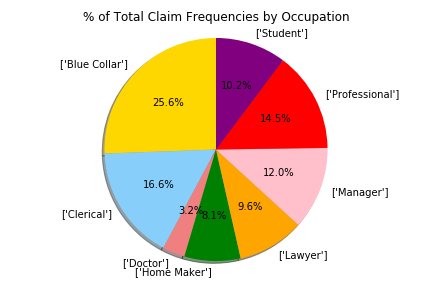 % of Total Claim Frequencies by Occupation
['Student']
['Blue Collar']
10.2%
['Professional']
25.6%
14.5%
12.0%
16.6%
['Manager']
9.6%
3.2%
8.1%
['Clerical']
['Lawyer']
['Doctor']
['Home Maker']